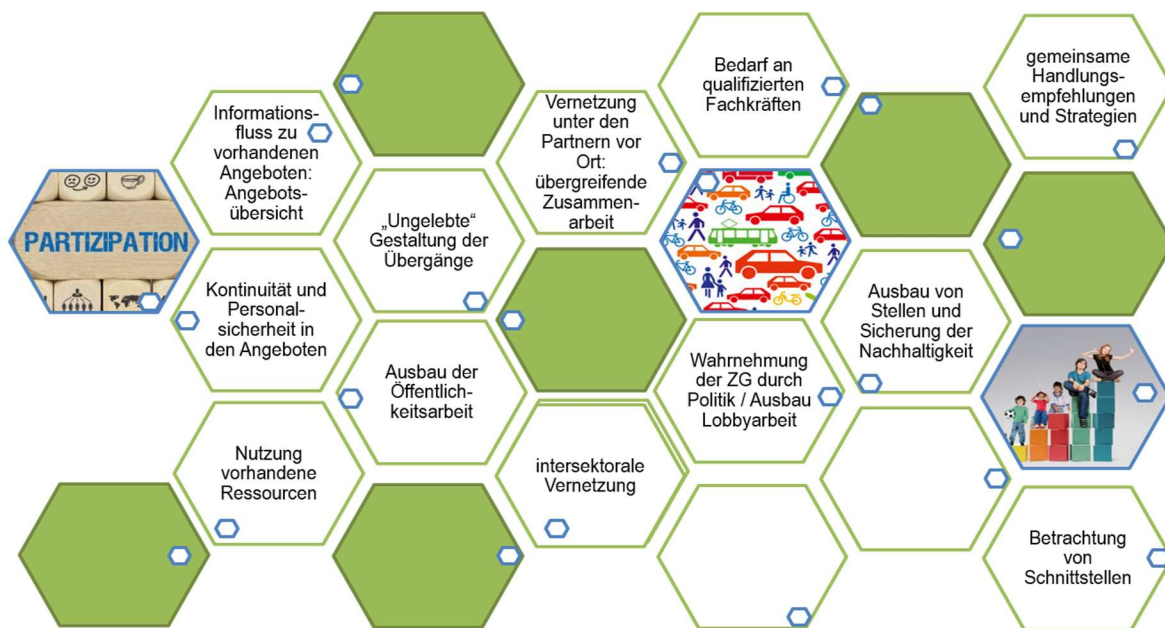 PARTIZIPATION
Informations-
fluss zu
vorhandenen
Angeboten:
Angebots-
übersicht
Kontinuität und
Personal-
sicherheit in
den Angeboten
Nutzung
vorhandene
Ressourcen
„Ungelebte“
Gestaltung der
Übergänge
Ausbau der
Öffentlich-
keitsarbeit
Vernetzung
unter den
Partnern vor
Ort:
übergreifende
Zusammen-
arbeit
intersektorale
Vernetzung
Bedarf an
qualifizierten
Fachkräften
Wahrnehmung
der ZG durch
Politik / Ausbau
Lobbyarbeit
Ausbau von
Stellen und
Sicherung der
Nachhaltigkeit
gemeinsame
Handlungs-
empfehlungen
und Strategien
Betrachtung
von
Schnittstellen